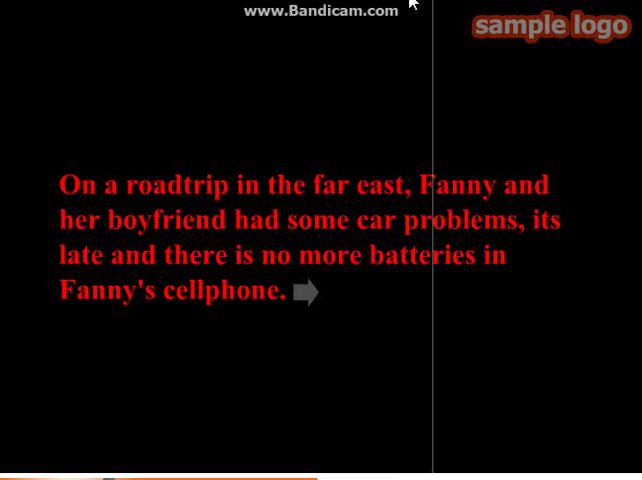 www.Bandicam.com
sample logo
On a roadtrip in the far east, Fanny and
her boyfriend had some car problems, its
late and there is no more batteries in
Fanny's cellphone.